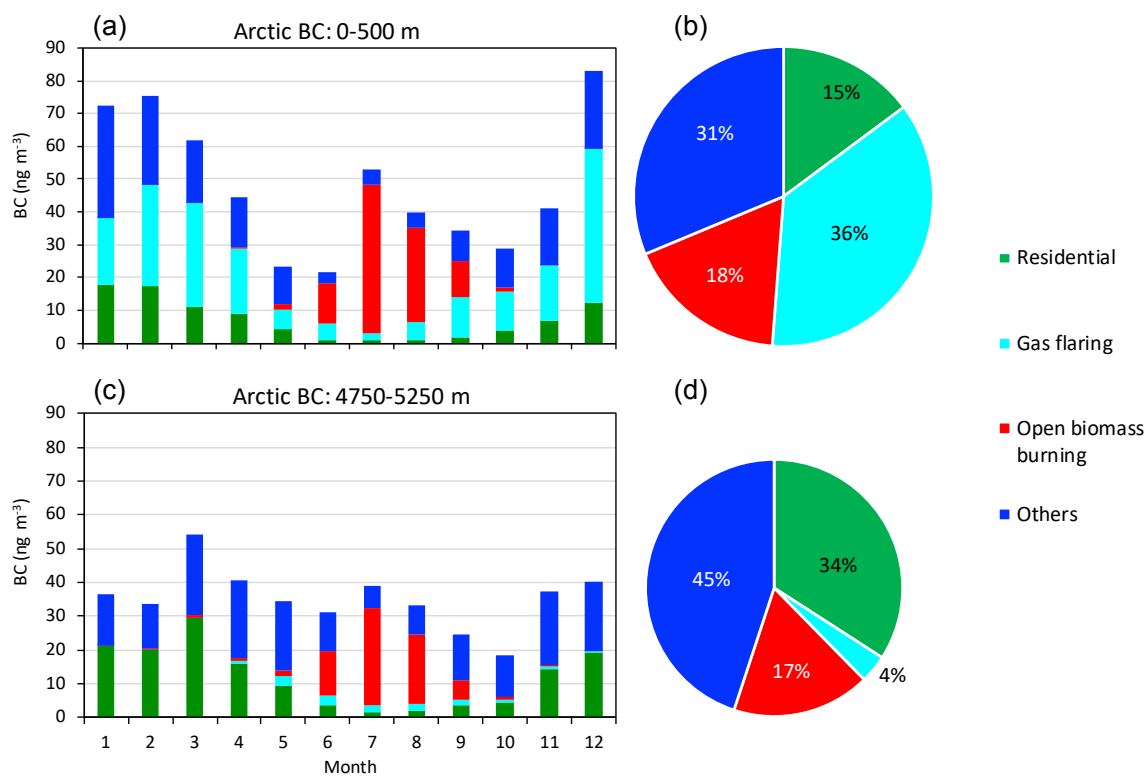 (a)
Arctic BC: 0-500 m
BC (ng m⁻³)
90
80
70
60
50
40
30
20
10
0
(b)
15%
31%
36%
18%
Residential
Gas flaring
Open biomass
burning
Others
(c)
Arctic BC: 4750-5250 m
BC (ng m⁻³)
90
80
70
60
50
40
30
20
10
0
1 2 3 4 5 6 7 8 9 10 11 12
Month
(d)
34%
45%
4%
17%